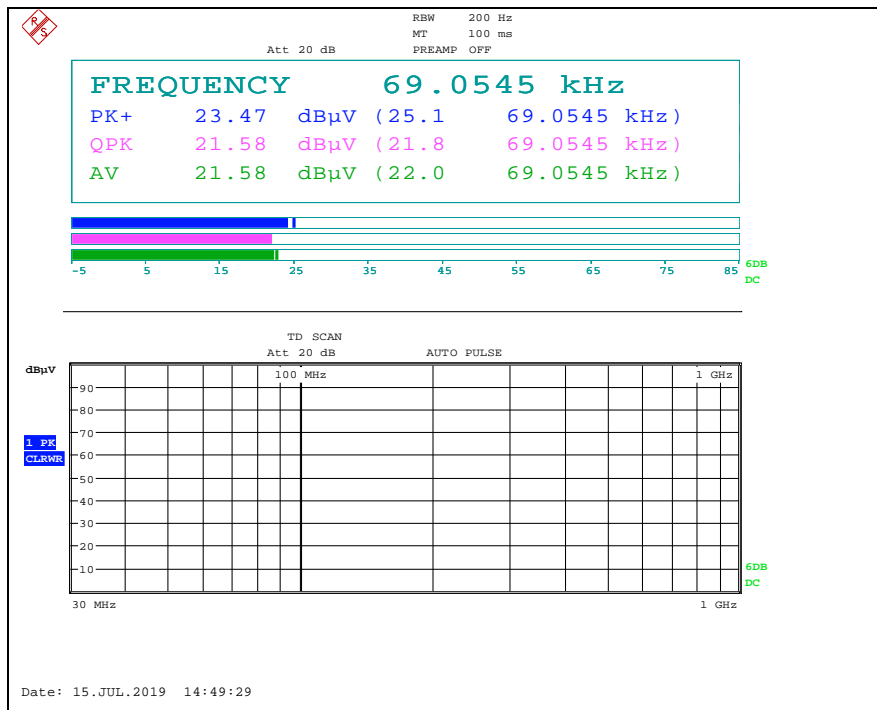 R S
RBW 200 Hz
MT 100 ms
Att 20 dB PREAMP OFF
FREQUENCY 69.0545 kHz
PK+ 23.47 dBµV (25.1 69.0545 kHz)
QPK 21.58 dBµV (21.8 69.0545 kHz)
AV 21.58 dBµV (22.0 69.0545 kHz)
-5 5 15 25 35 45 55 65 75 85
6DB
DC
TD SCAN
Att 20 dB AUTO PULSE
dBµV
100 MHz 1 GHz
90
80
70
1 PK
CLRWR
60
50
40
30
20
10
6DB
DC
30 MHz 1 GHz
Date: 15.JUL.2019 14:49:29